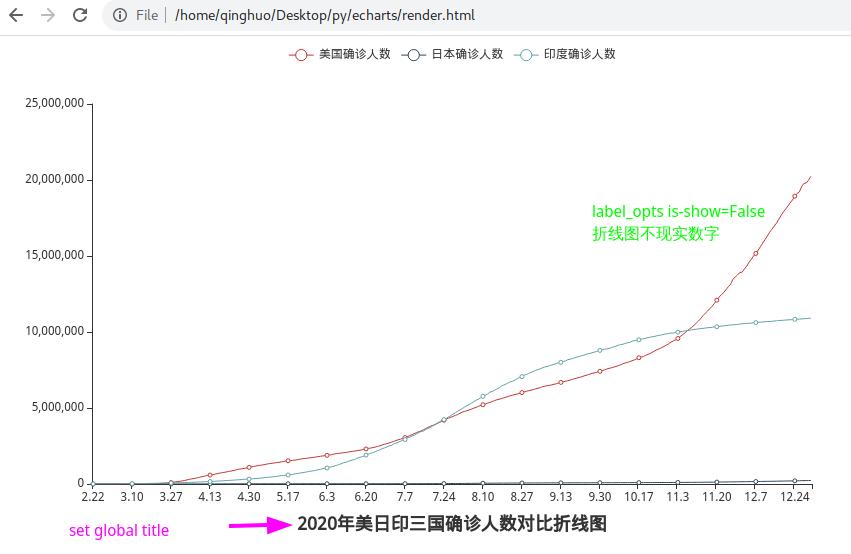 File /home/qinghuo/Desktop/py/echarts/render.html
美国确诊人数 日本确诊人数 印度确诊人数
25,000,000
20,000,000
label_opts is-show=False
折线图不现实数字
15,000,000
10,000,000
5,000,000
0
2.22 3.10 3.27 4.13 4.30 5.17 6.3 6.20 7.7 7.24 8.10 8.27 9.13 9.30 10.17 11.3 11.20 12.7 12.24
2020年美日印三国确诊人数对比折线图
set global title